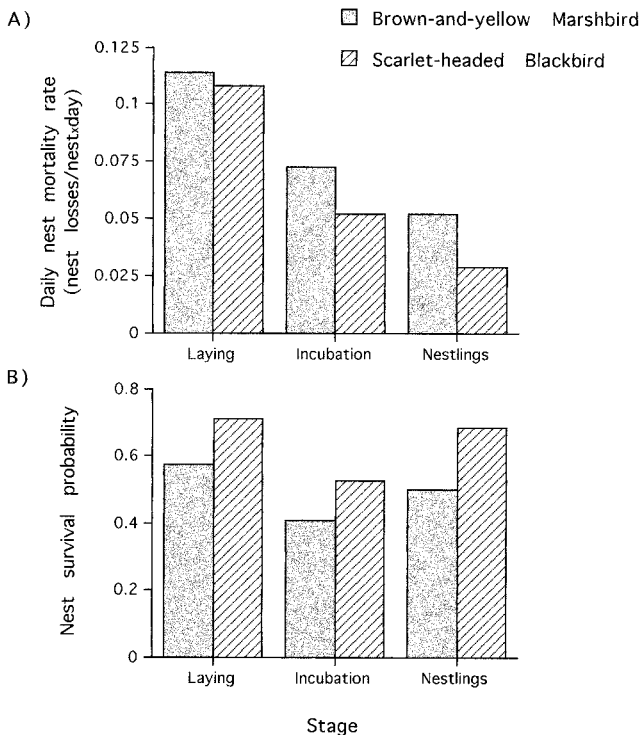 A)
Brown-and-yellow Marshbird
Scarlet-headed Blackbird
Daily nest mortality rate
(nest losses/nestxday)
0.125
0.1
0.075
0.05
0.025
0
Laying Incubation Nestlings
B)
Nest survival probability
0.8
0.6
0.4
0.2
0
Laying Incubation Nestlings
Stage